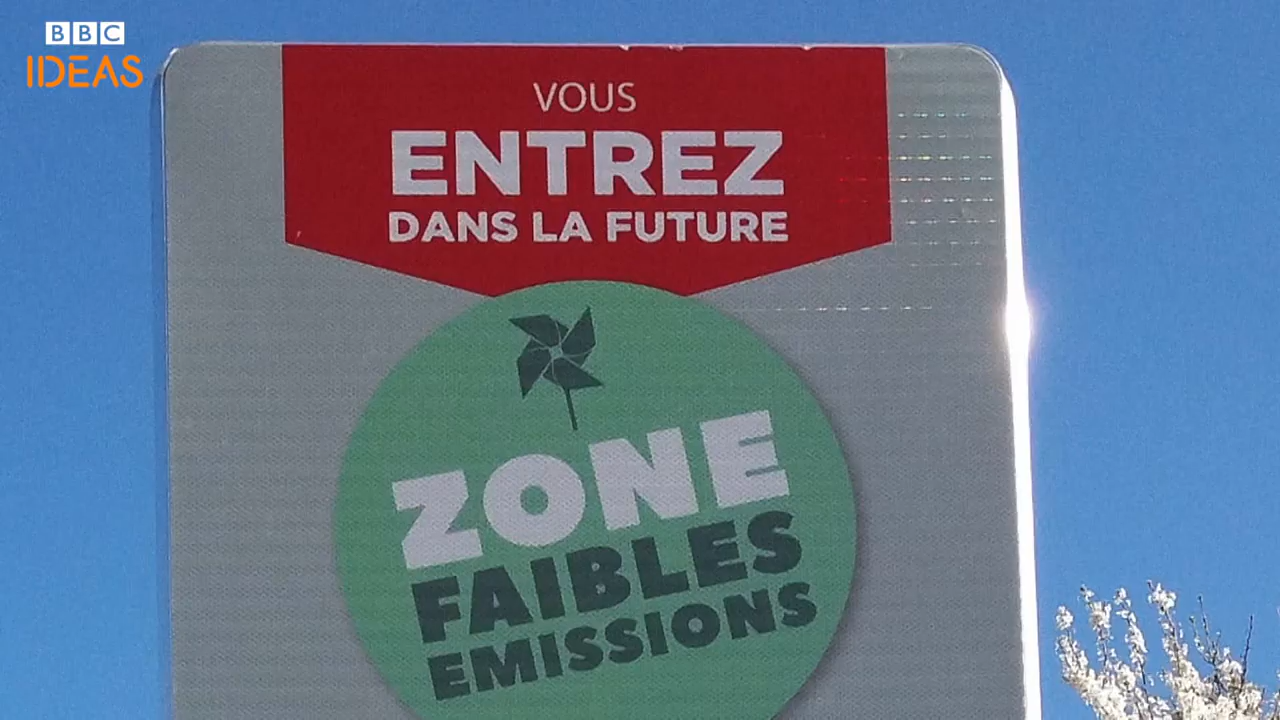 BBC
IDEAS
VOUS
ENTREZ
DANS LA FUTURE
ZONE
FAIBLES
EMISSIONS